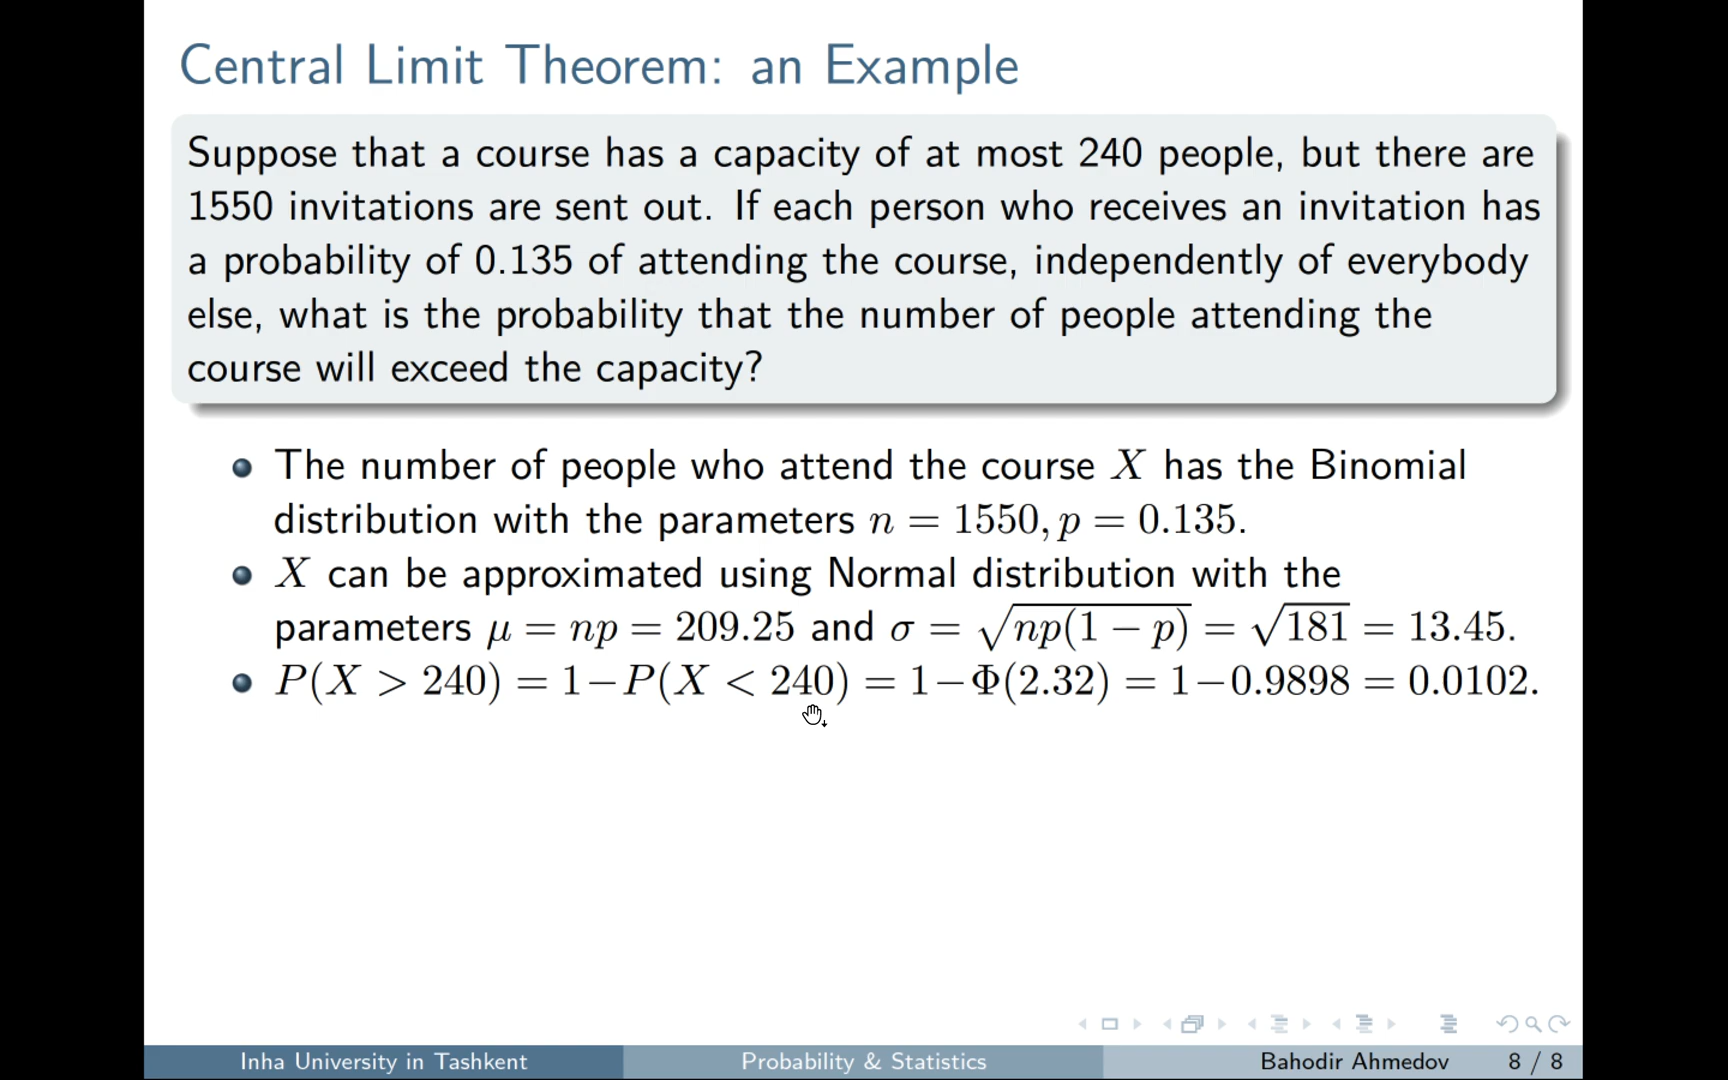 Central Limit Theorem: an Example
Suppose that a course has a capacity of at most 240 people, but there are
1550 invitations are sent out. If each person who receives an invitation has
a probability of 0.135 of attending the course, independently of everybody
else, what is the probability that the number of people attending the
course will exceed the capacity?
The number of people who attend the course X has the Binomial
distribution with the parameters n = 1550, p = 0.135.
X can be approximated using Normal distribution with the
parameters μ = np = 209.25 and σ = √np(1 − p) = √181 = 13.45.
P(X > 240) = 1−P(X < 240) = 1−Φ(2.32) = 1−0.9898 = 0.0102.
Inha University in Tashkent Probability & Statistics Bahodir Ahmedov 8 / 8